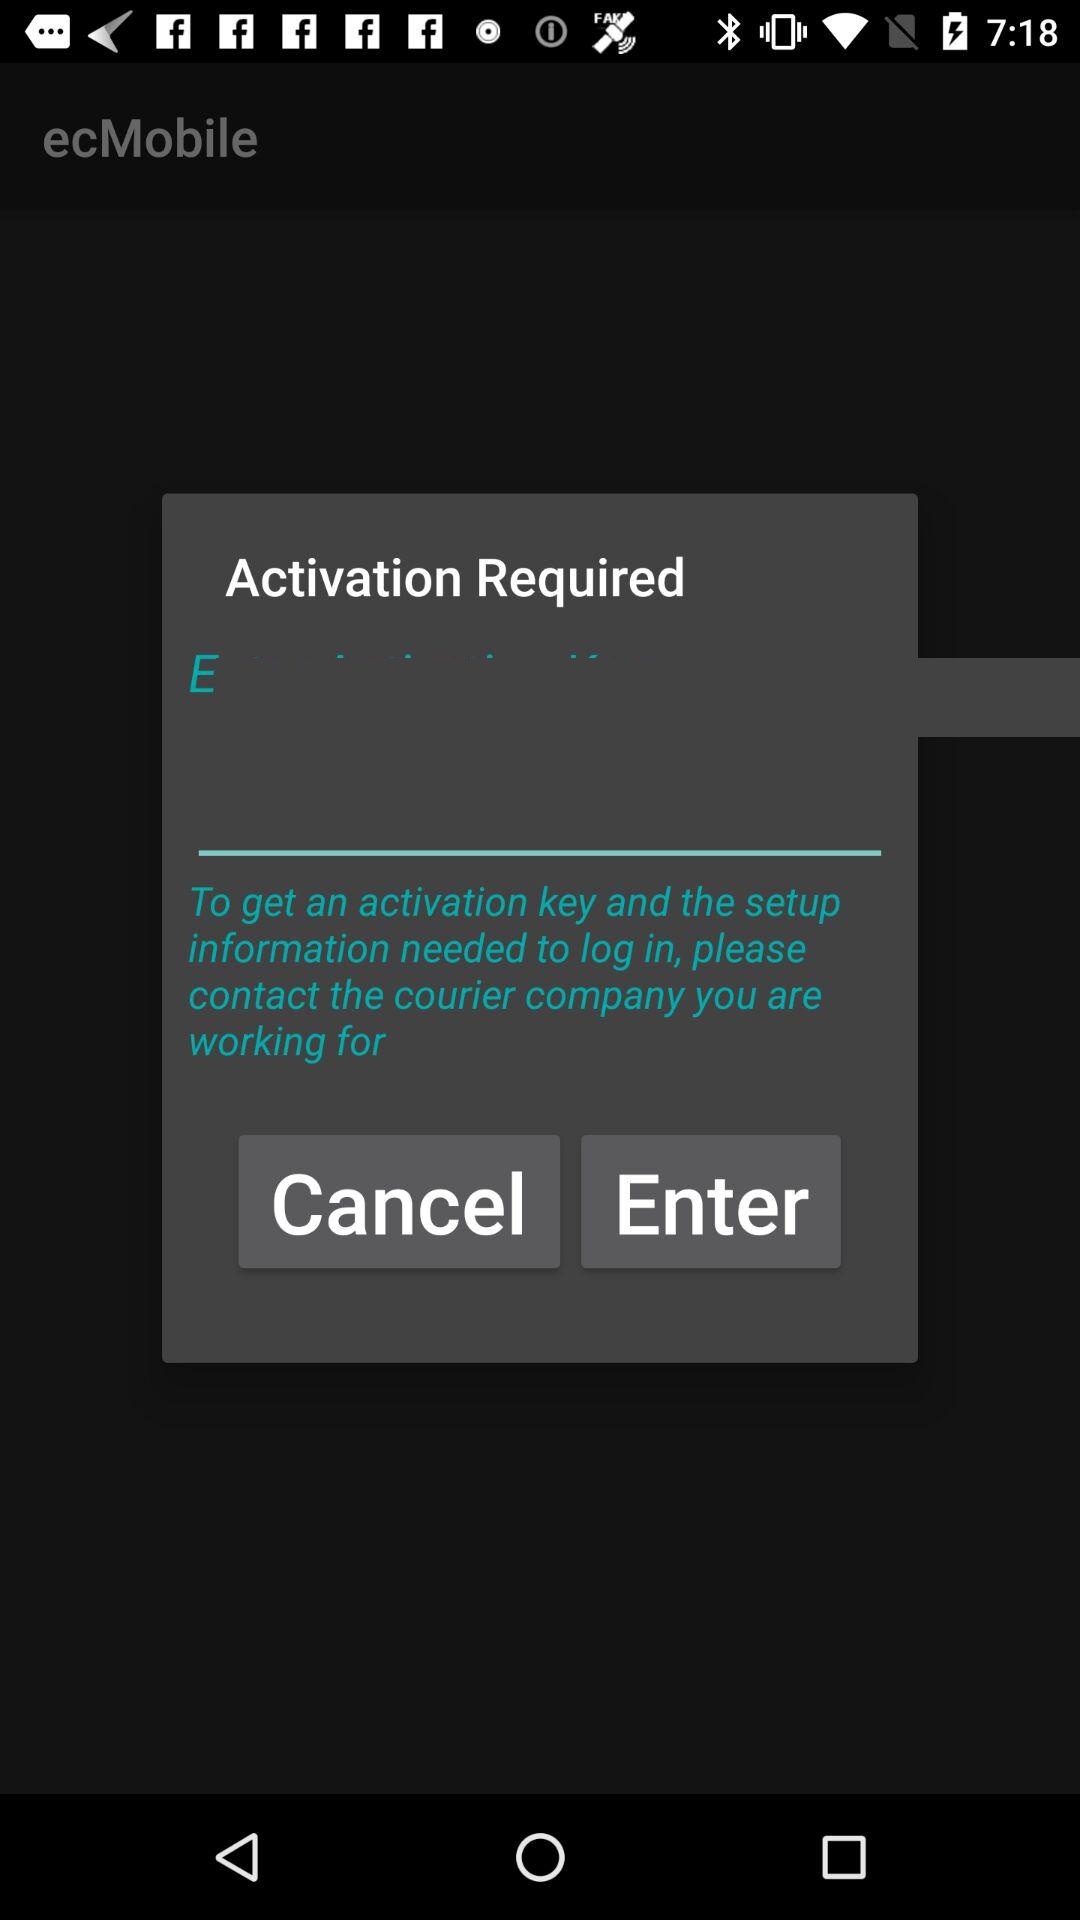 FAKE
7:18
ecMobile
Activation Required
To get an activation key and the setup
information needed to log in, please
contact the courier company you are
working for
Cancel Enter